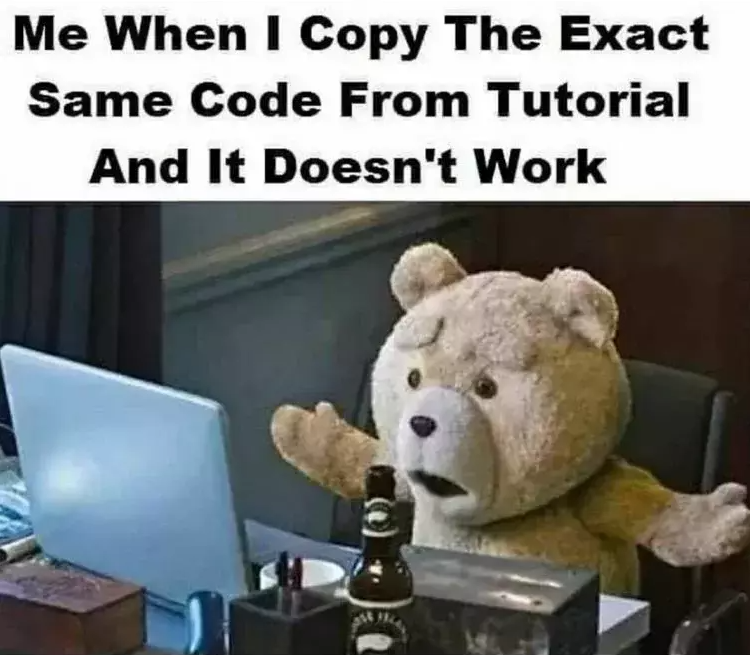 Me When I Copy The Exact
Same Code From Tutorial
And It Doesn't Work